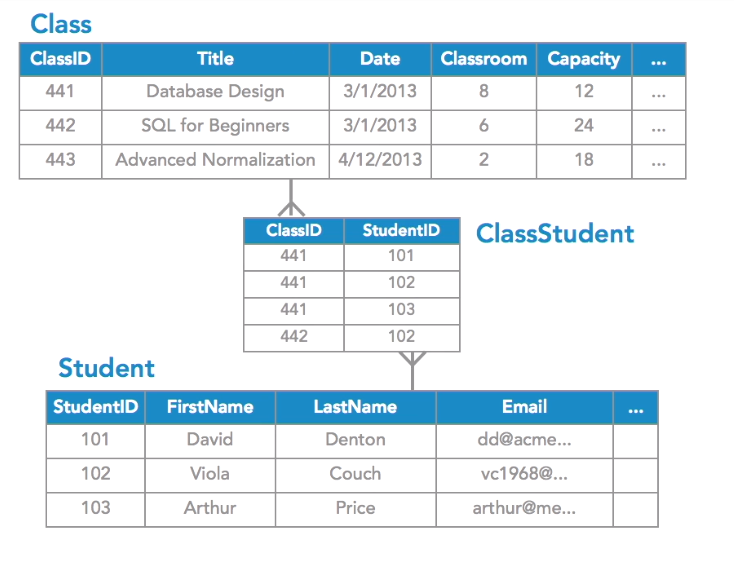 Class
ClassID Title Date Classroom Capacity ...
441 Database Design 3/1/2013 8 12 ...
442 SQL for Beginners 3/1/2013 6 24 ...
443 Advanced Normalization 4/12/2013 2 18 ...
ClassStudent
ClassID StudentID
441 101
441 102
441 103
442 102
Student
StudentID FirstName LastName Email ...
101 David Denton dd@acme...
102 Viola Couch vc1968@...
103 Arthur Price arthur@me...